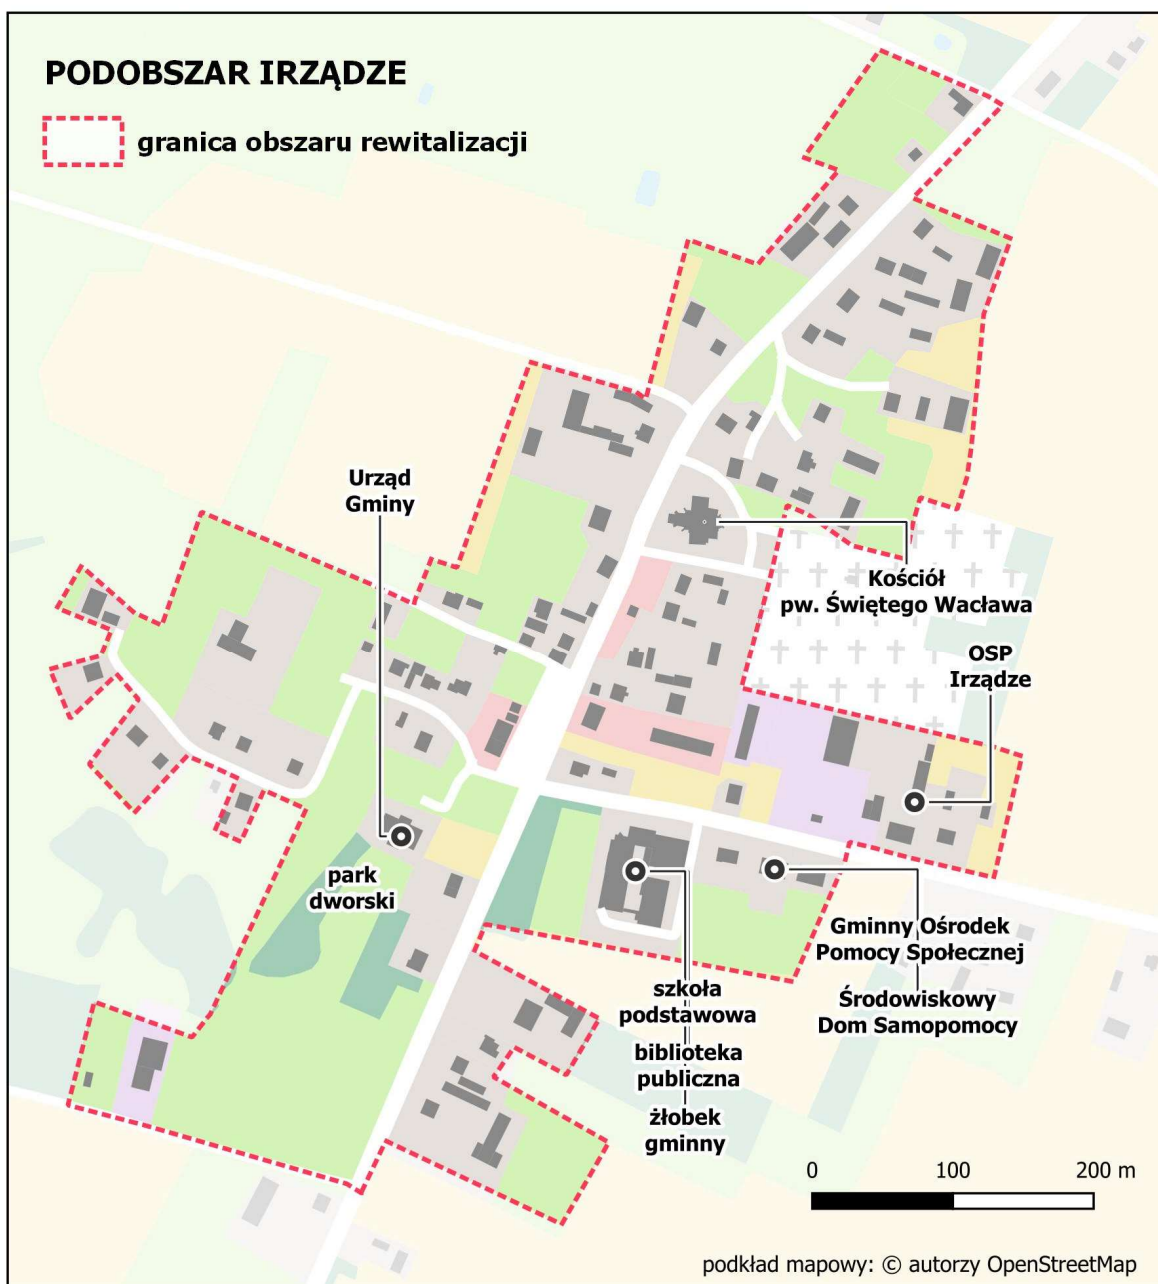 PODOBSZAR IRZĄDZE
granica obszaru rewitalizacji
Urząd
Gminy
Kościół
pw. Świętego Wacława
OSP
Irządze
park
dworski
Gminny Ośrodek
Pomocy Społecznej
Środowiskowy
Dom Samopomocy
szkoła
podstawowa
biblioteka
publiczna
żłobek
gminny
0 100 200 m
podkład mapowy: © autorzy OpenStreetMap